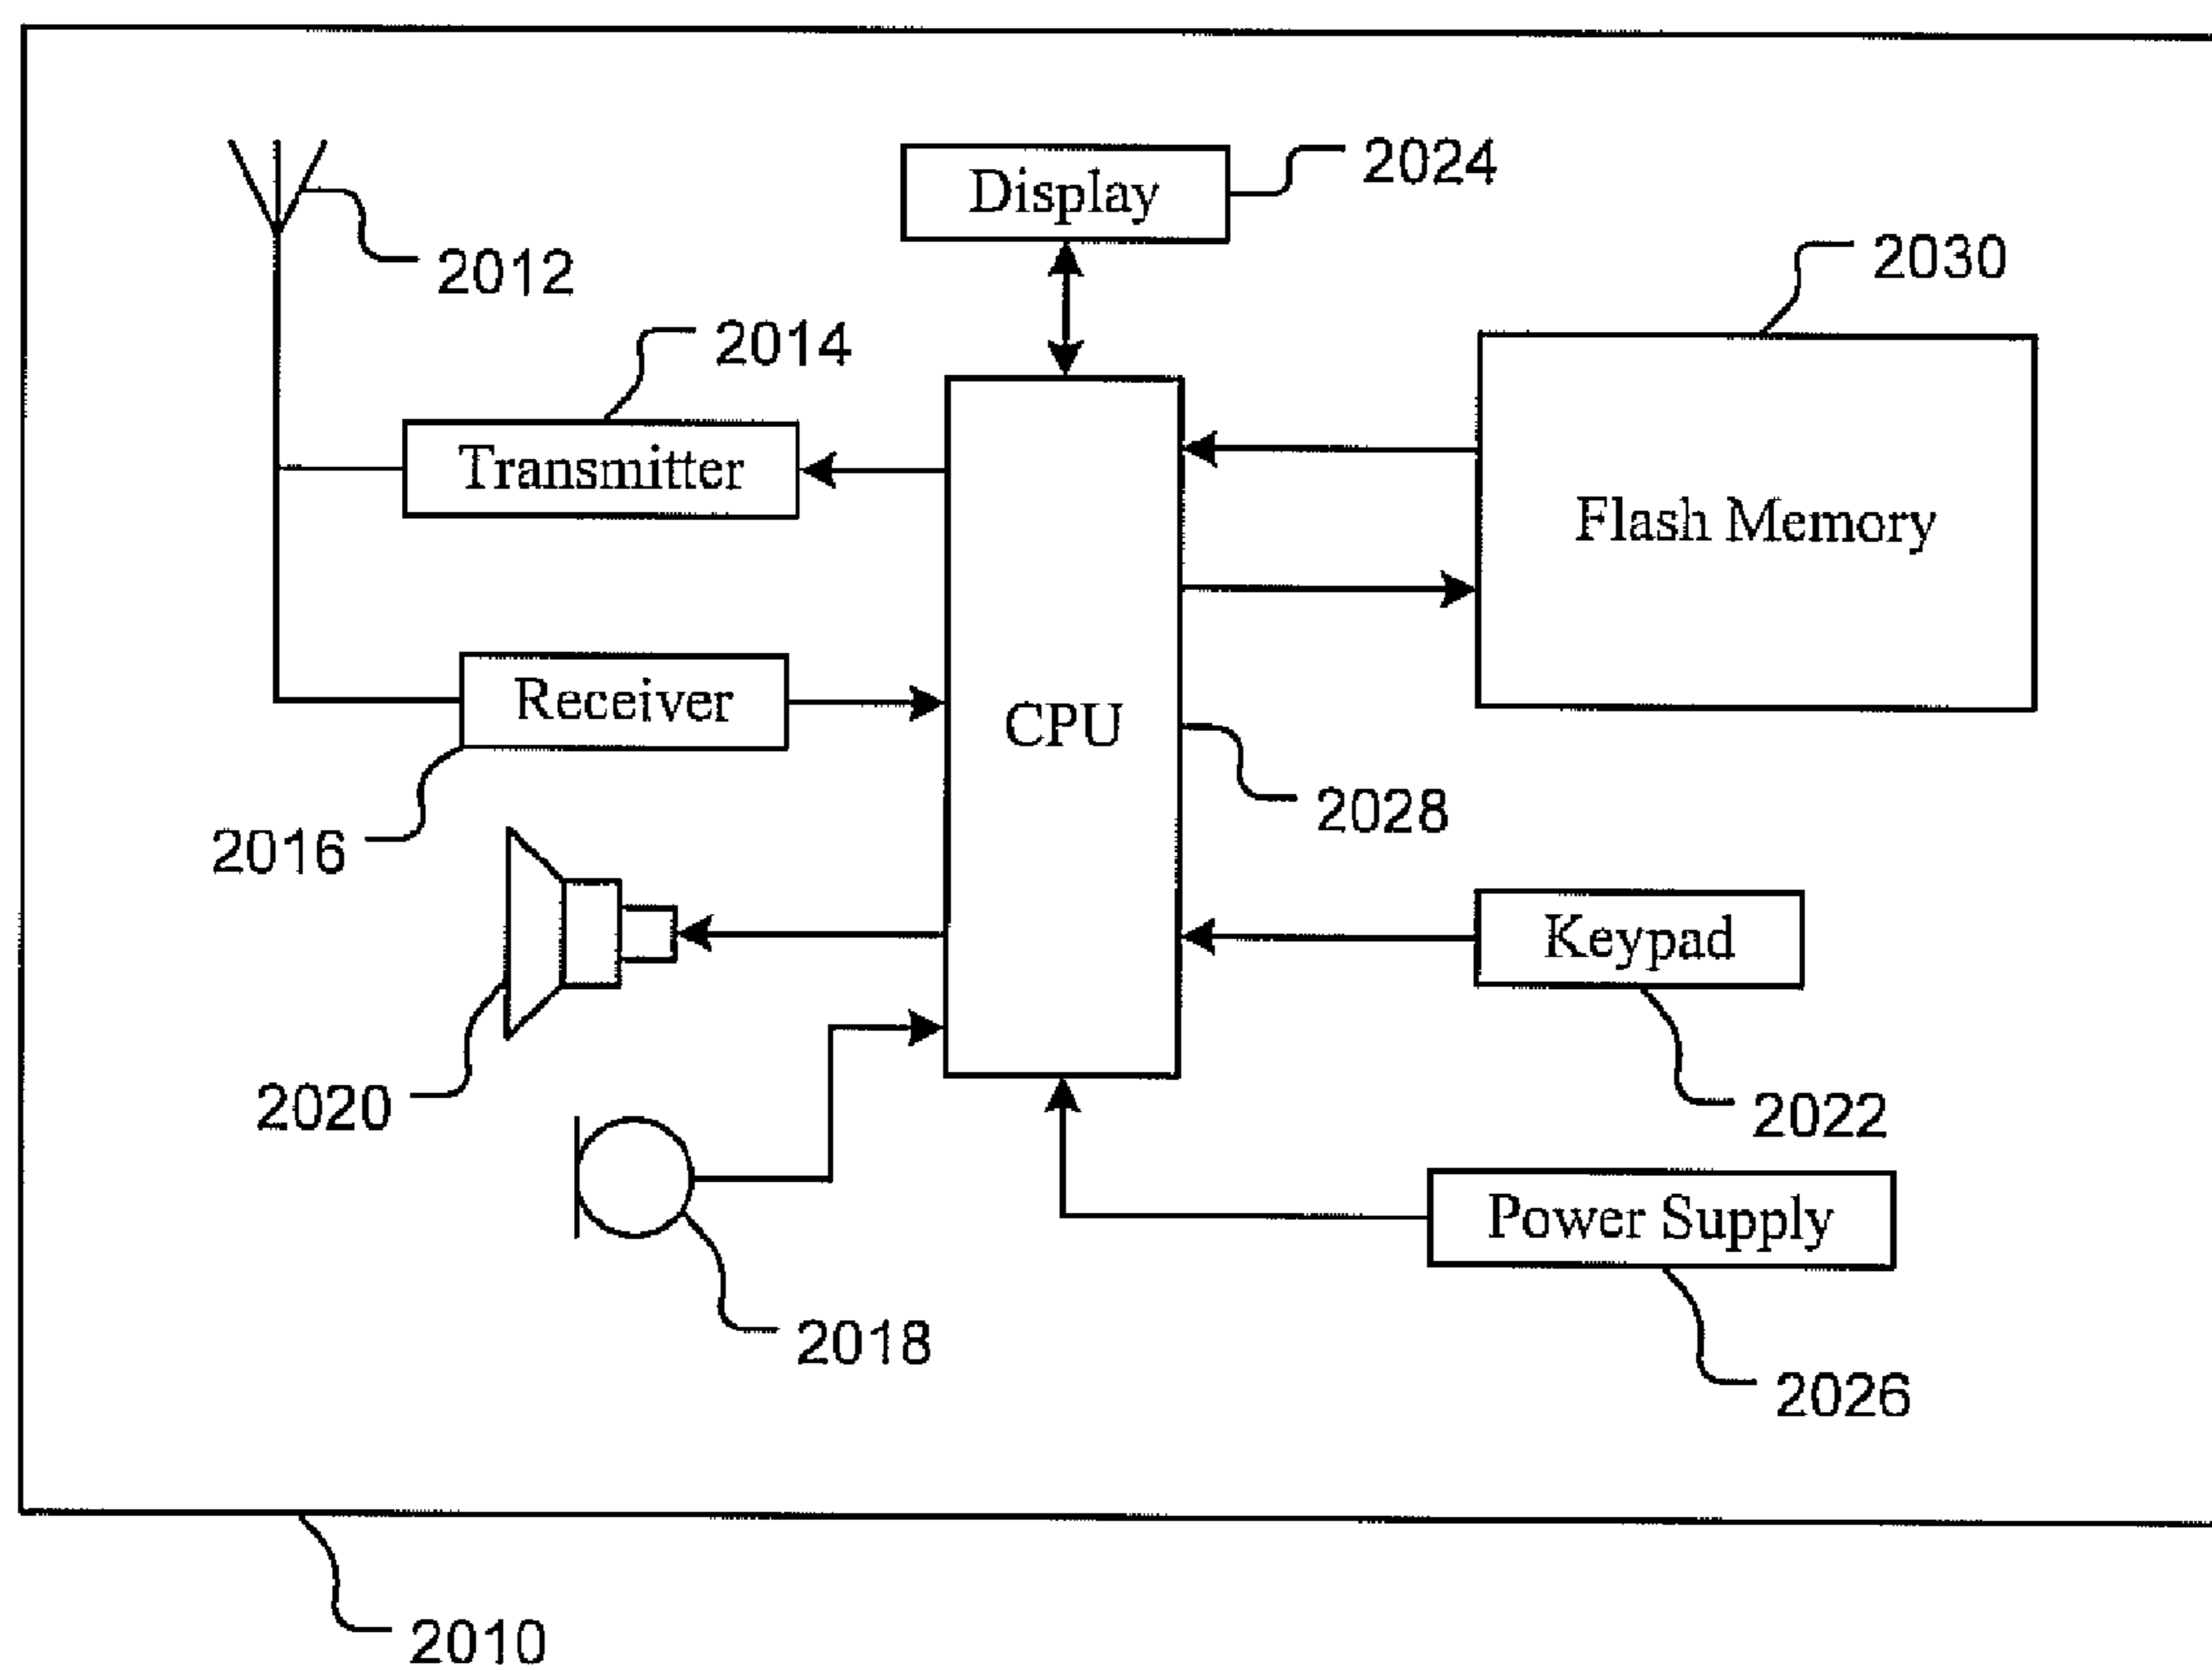 Display
2024
2012
2030
2014
Transmitter
Flash Memory
Receiver
CPU
2028
2016
Keypad
2020
2022
Power Supply
2018
2026
2010